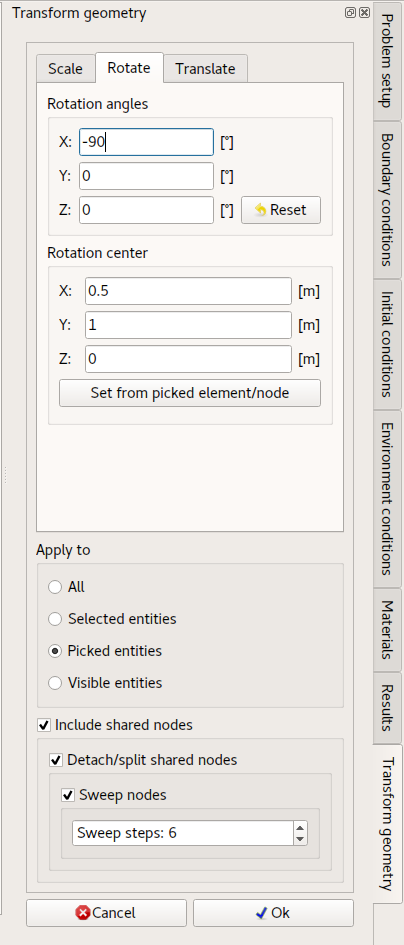 Transform geometry
Scale
Rotate
Translate
Rotation angles
X: -90 [°]
Y: 0 [°]
Z: 0 [°] Reset
Rotation center
X: 0.5 [m]
Y: 1 [m]
Z: 0 [m]
Set from picked element/node
Apply to
All
Selected entities
Picked entities
Visible entities
Include shared nodes
Detach/split shared nodes
Sweep nodes
Sweep steps: 6
Cancel
Ok
Problem setup
Boundary conditions
Initial conditions
Environment conditions
Materials
Results
Transform geometry